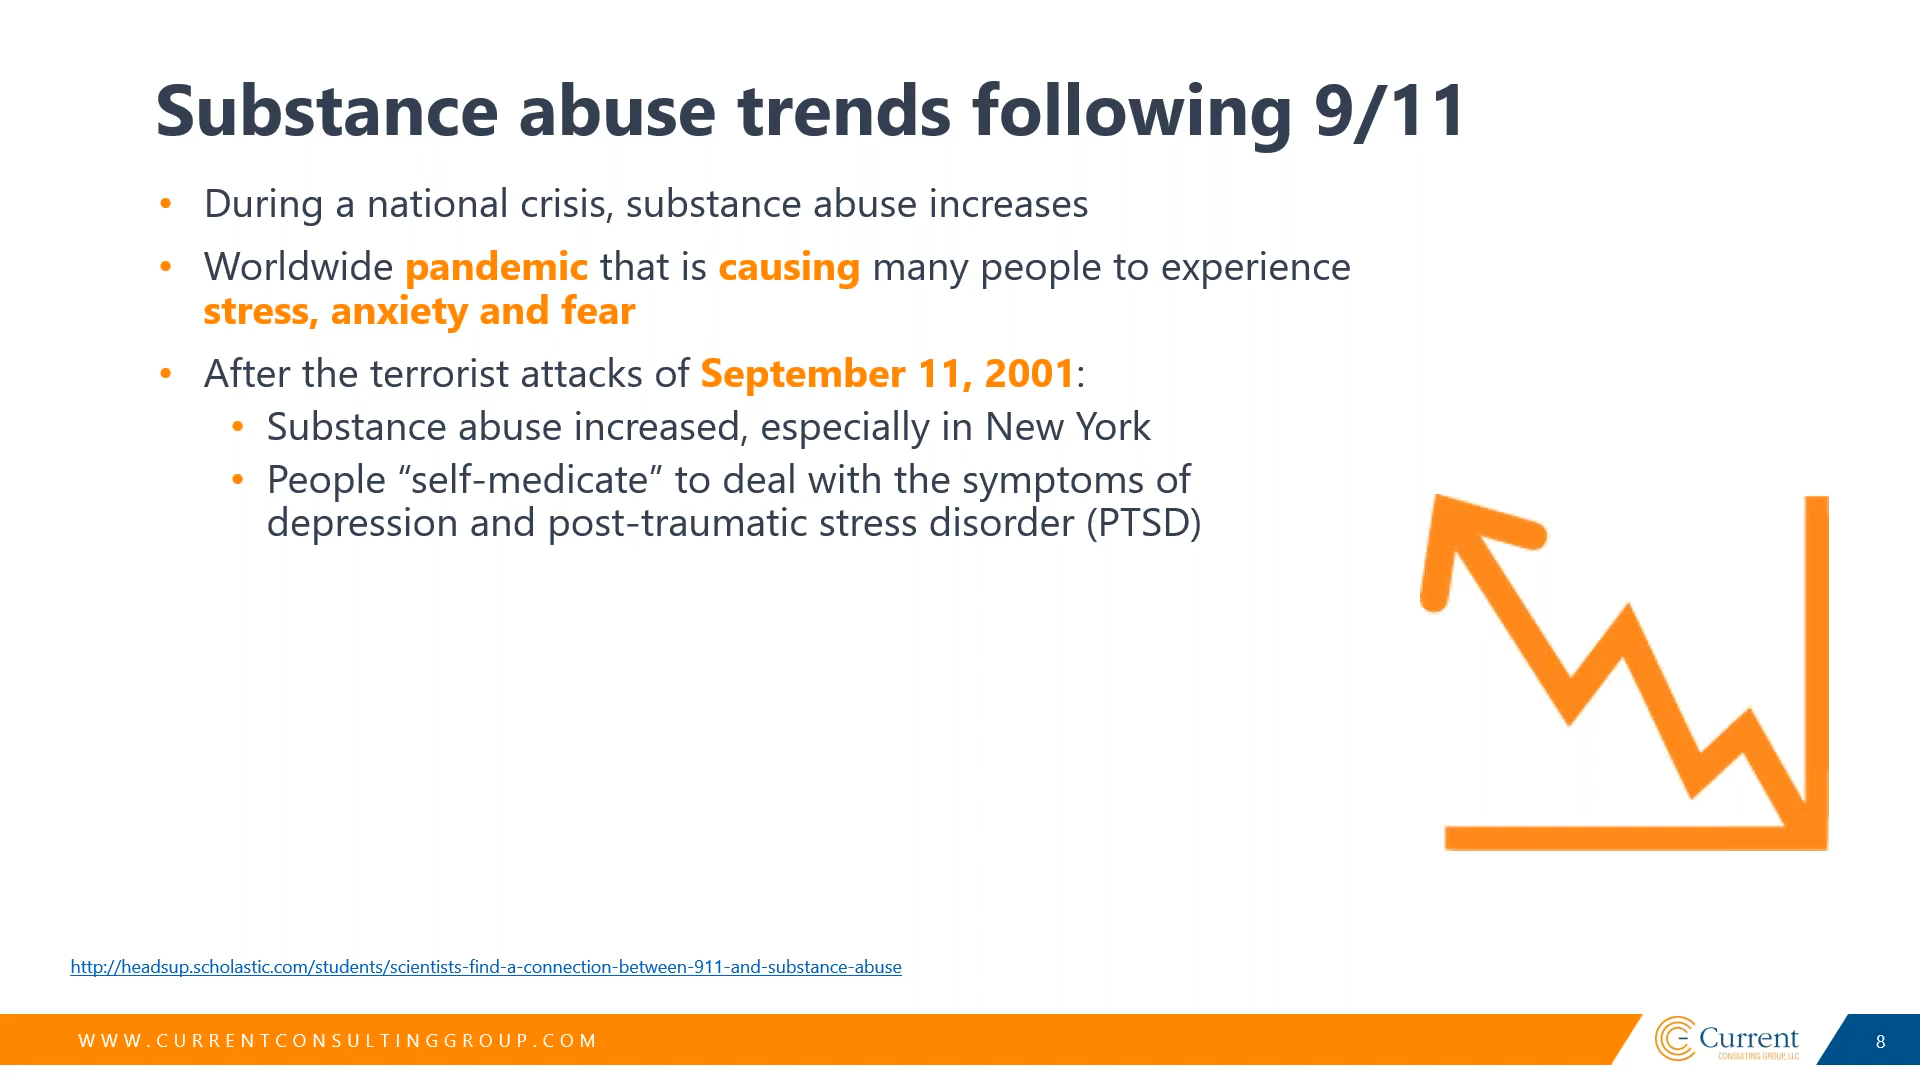 Substance abuse trends following 9/11
• During a national crisis, substance abuse increases
• Worldwide pandemic that is causing many people to experience
stress, anxiety and fear
• After the terrorist attacks of September 11, 2001:
• Substance abuse increased, especially in New York
• People “self-medicate” to deal with the symptoms of
depression and post-traumatic stress disorder (PTSD)
http://headsup.scholastic.com/students/scientists-find-a-connection-between-911-and-substance-abuse
WWW.CURRENTCONSULTINGGROUP.COM
Current
CONSULTING GROUP, LLC
8